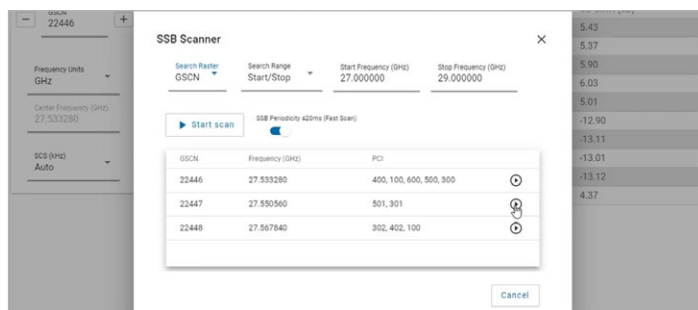 GSCN
22446
Frequency Units
GHz
Center Frequency (GHz)
27.533280
SCS (kHz)
Auto
SSB Scanner
Search Raster
GSCN
Search Range
Start/Stop
Start Frequency (GHz)
27.000000
Stop Frequency (GHz)
29.000000
Start scan
SSB Periodicity ≤20ms (Fast Scan)
GSCN Frequency (GHz) PCI
22446 27.533280 400, 100, 600, 500, 300
22447 27.550560 501, 301
22448 27.567840 302, 402, 100
Cancel
5.43
5.37
5.90
6.03
5.01
-12.90
-13.11
-13.01
-13.12
4.37